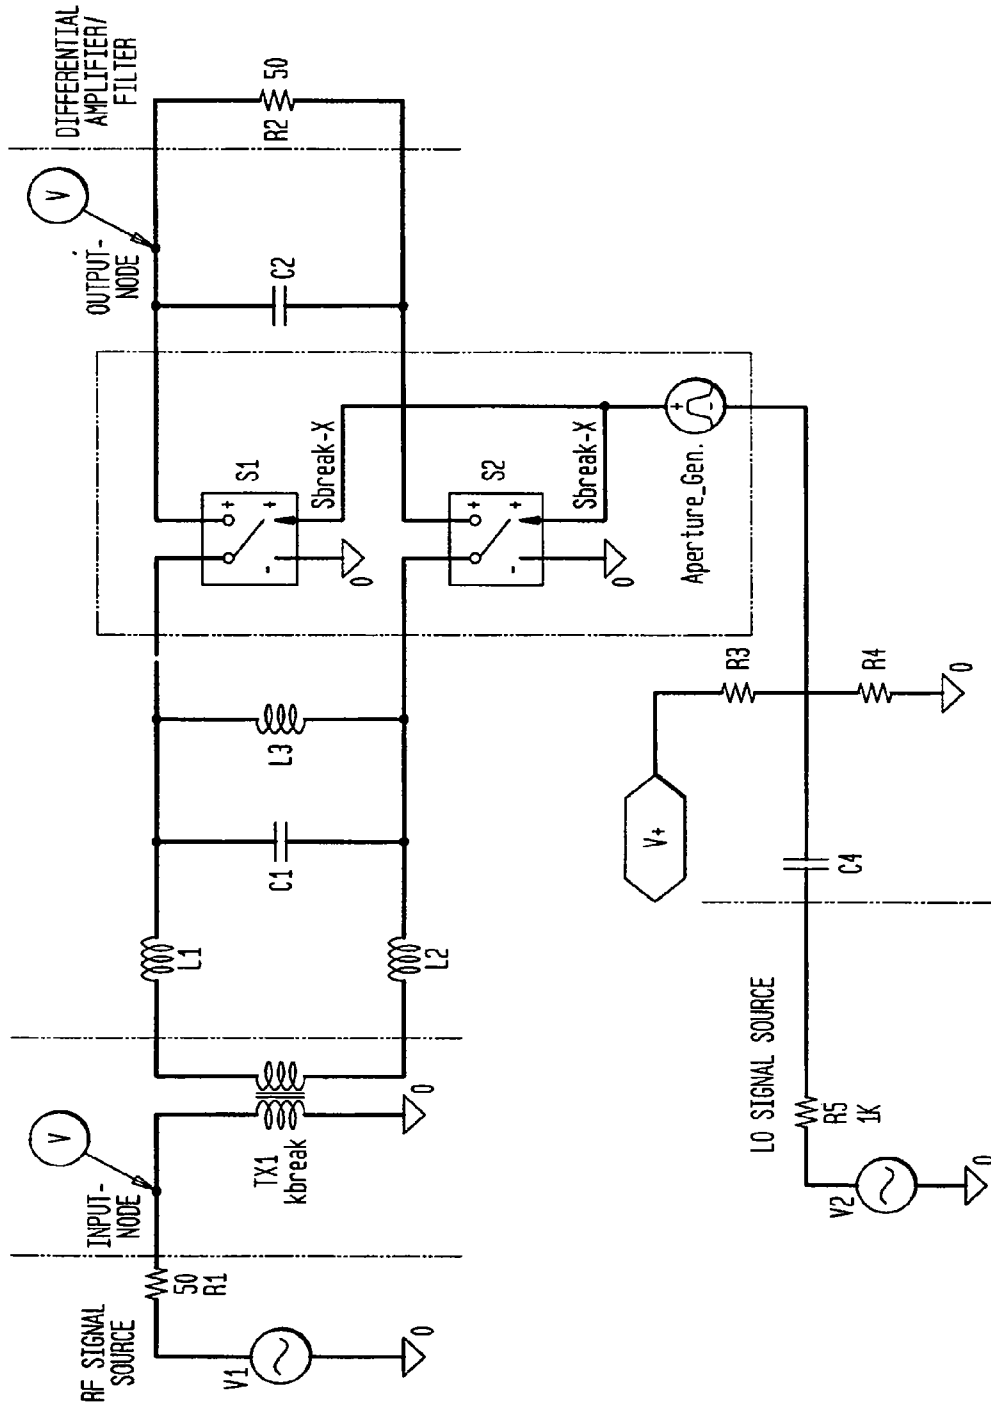 RF SIGNAL
SOURCE
V1
0
50
R1
INPUT-
NODE
V
TX1
kbreak
0
L1
L2
C1
L3
S1
Sbreak-X
+
+
-
0
S2
Sbreak-X
+
+
-
0
Aperture_Gen.
+
-
OUTPUT-
NODE
V
C2
DIFFERENTIAL
AMPLIFIER/
FILTER
R2
50
LO SIGNAL SOURCE
V2
0
R5
1K
C4
V+
R3
R4
0